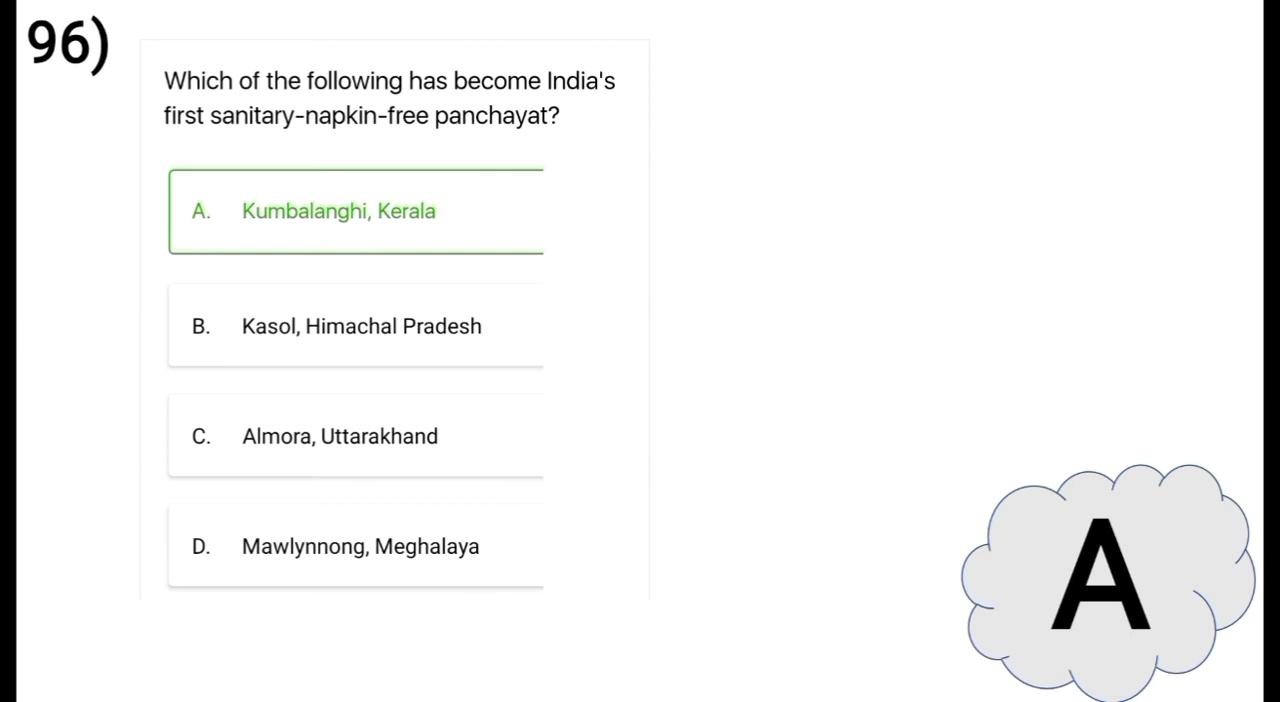 96)
Which of the following has become India's
first sanitary-napkin-free panchayat?
A. Kumbalanghi, Kerala
B. Kasol, Himachal Pradesh
C. Almora, Uttarakhand
D. Mawlynnong, Meghalaya
A